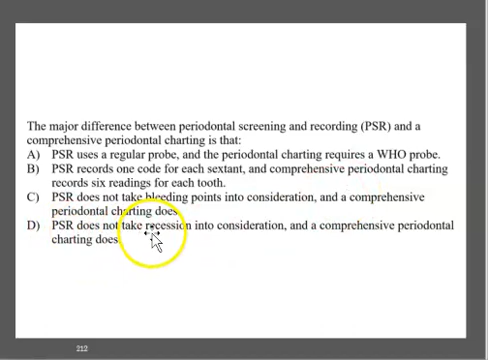 The major difference between periodontal screening and recording (PSR) and a
comprehensive periodontal charting is that:
A) PSR uses a regular probe, and the periodontal charting requires a WHO probe.
B) PSR records one code for each sextant, and comprehensive periodontal charting
records six readings for each tooth.
C) PSR does not take bleeding points into consideration, and a comprehensive
periodontal charting does.
D) PSR does not take recession into consideration, and a comprehensive periodontal
charting does.
212